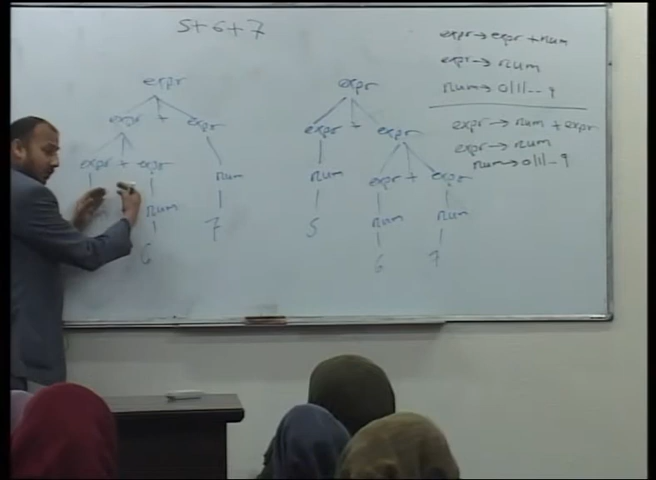 5+6+7
expr
expr + expr
expr + expr
num
6
num
7
expr
expr + expr
num
5
expr + expr
num
6
num
7
expr → expr + num
expr → num
num → 0|1|--9
expr → num + expr
expr → num
num → 0|1|-9